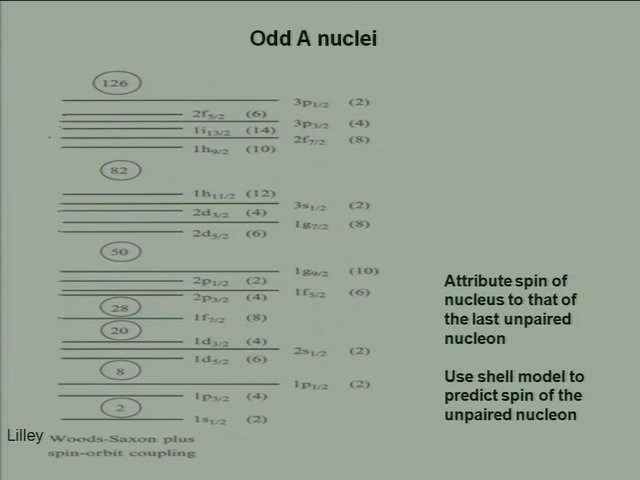 Odd A nuclei
126
3p1/2 (2)
2f5/2 (6)
3p3/2 (4)
1i13/2 (14)
2f7/2 (8)
1h9/2 (10)
82
1h11/2 (12)
3s1/2 (2)
2d3/2 (4)
1g7/2 (8)
2d5/2 (6)
50
1g9/2 (10)
2p1/2 (2)
1f5/2 (6)
2p3/2 (4)
28
1f7/2 (8)
20
1d3/2 (4)
2s1/2 (2)
1d5/2 (6)
8
1p1/2 (2)
1p3/2 (4)
2
1s1/2 (2)
Attribute spin of
nucleus to that of
the last unpaired
nucleon
Use shell model to
predict spin of the
unpaired nucleon
Lilley
Woods-Saxon plus
spin-orbit coupling